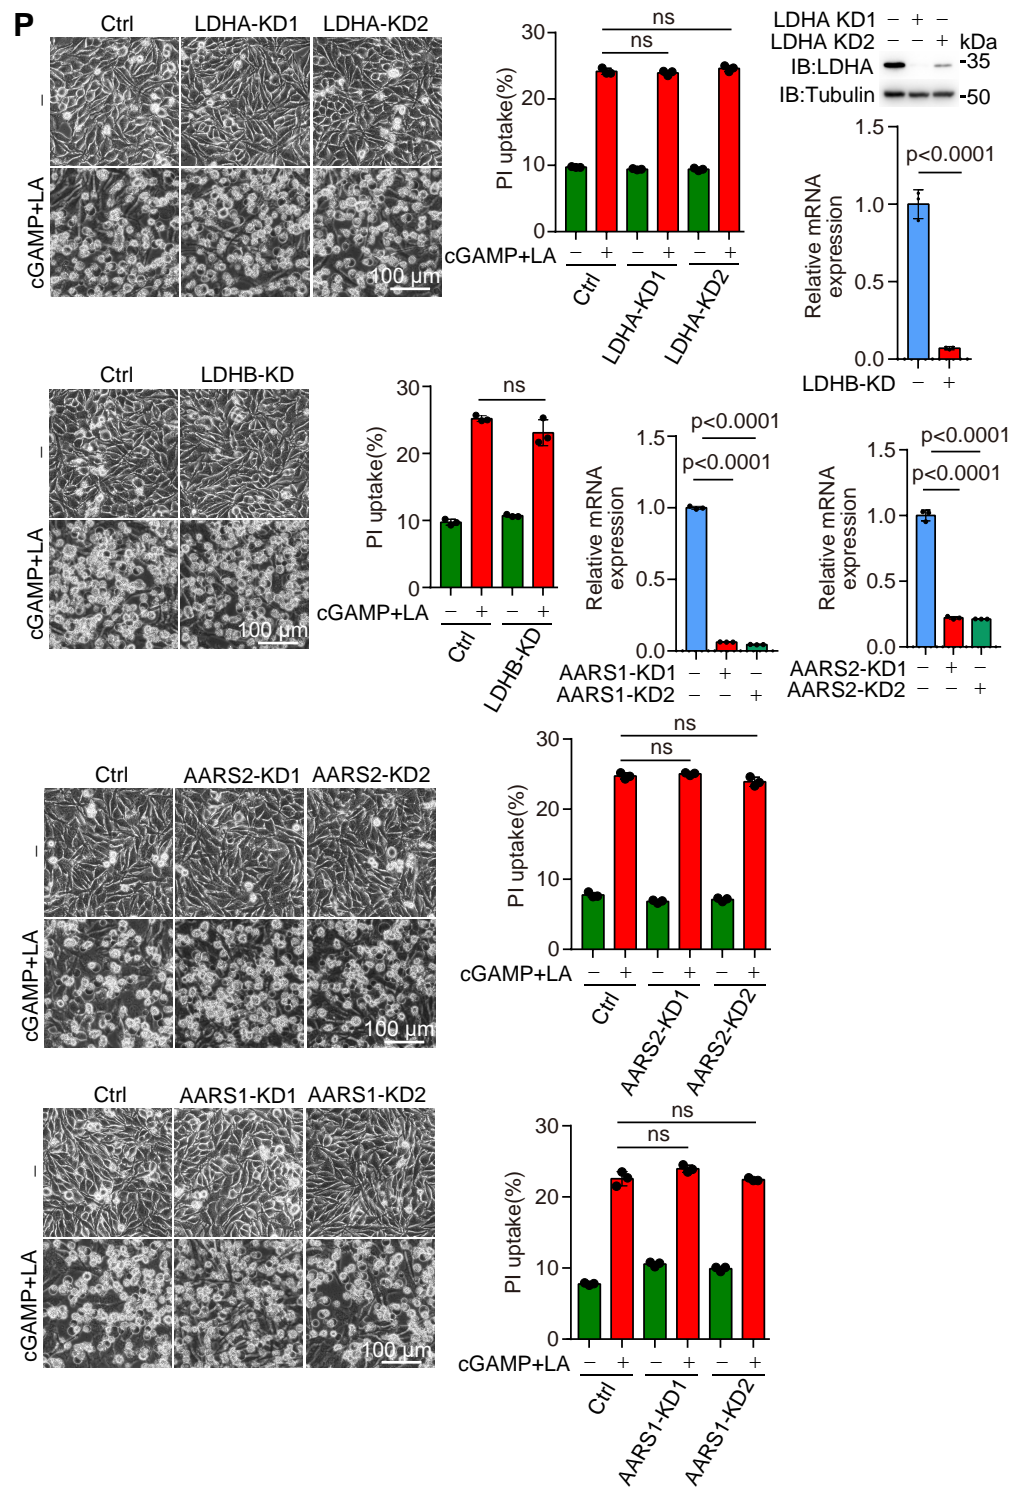 P
Ctrl LDHA-KD1 LDHA-KD2
–
cGAMP+LA
100 µm
PI uptake(%)
30
20
10
0
ns
ns
cGAMP+LA – + – + – +
Ctrl
LDHA-KD1
LDHA-KD2
LDHA KD1 – + –
LDHA KD2 – – + kDa
IB:LDHA -35
IB:Tubulin -50
Relative mRNA
expression
1.5
1.0
0.5
0.0
p<0.0001
LDHB-KD – +
Ctrl LDHB-KD
–
cGAMP+LA
100 µm
PI uptake(%)
30
20
10
0
ns
cGAMP+LA – + – +
Ctrl
LDHB-KD
Relative mRNA
expression
1.5
1.0
0.5
0.0
p<0.0001
p<0.0001
AARS1-KD1 – + –
AARS1-KD2 – – +
Relative mRNA
expression
1.5
1.0
0.5
0.0
p<0.0001
p<0.0001
AARS2-KD1 – + –
AARS2-KD2 – – +
Ctrl AARS2-KD1 AARS2-KD2
–
cGAMP+LA
100 µm
PI uptake(%)
30
20
10
0
ns
ns
cGAMP+LA – + – + – +
Ctrl
AARS2-KD1
AARS2-KD2
Ctrl AARS1-KD1 AARS1-KD2
–
cGAMP+LA
100 µm
PI uptake(%)
30
20
10
0
ns
ns
cGAMP+LA – + – + – +
Ctrl
AARS1-KD1
AARS1-KD2